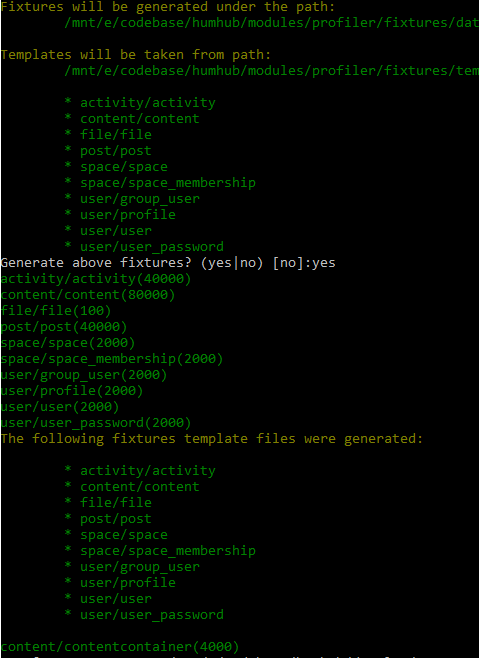 Fixtures will be generated under the path:
/mnt/e/codebase/humhub/modules/profiler/fixtures/dat
Templates will be taken from path:
/mnt/e/codebase/humhub/modules/profiler/fixtures/tem
* activity/activity
* content/content
* file/file
* post/post
* space/space
* space/space_membership
* user/group_user
* user/profile
* user/user
* user/user_password
Generate above fixtures? (yes|no) [no]:yes
activity/activity(40000)
content/content(80000)
file/file(100)
post/post(40000)
space/space(2000)
space/space_membership(2000)
user/group_user(2000)
user/profile(2000)
user/user(2000)
user/user_password(2000)
The following fixtures template files were generated:
* activity/activity
* content/content
* file/file
* post/post
* space/space
* space/space_membership
* user/group_user
* user/profile
* user/user
* user/user_password
content/contentcontainer(4000)